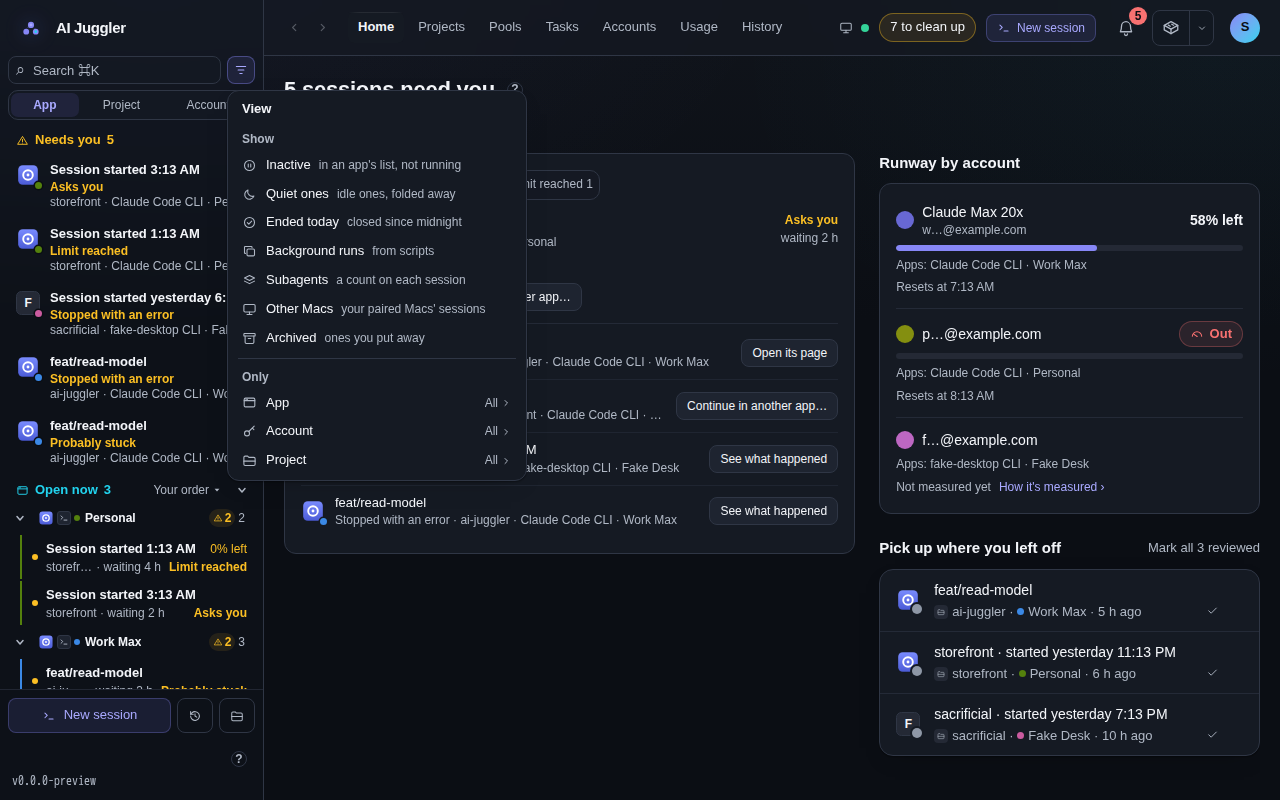 AI Juggler
Search ⌘K
App
Project
Needs you 5
Session started 3:13 AM
Asks you
storefront · Claude Code CLI ·
Session started 1:13 AM
Limit reached
storefront · Claude Code CLI ·
F
Session started yesterday
Stopped with an error
sacrificial · fake-desktop CLI ·
feat/read-model
Stopped with an error
ai-juggler · Claude Code CLI ·
feat/read-model
Probably stuck
ai-juggler · Claude Code CLI ·
Open now 3
Your order
Personal
2 2
Session started 1:13 AM 0% left
storefr… · waiting 4 h Limit reached
Session started 3:13 AM
storefront · waiting 2 h Asks you
Work Max
2 3
feat/read-model
New session
?
v0.0.0-preview
Home
Projects
Pools
Tasks
Accounts
Usage
History
7 to clean up
New session
5
S
5 sessions need you
View
Show
Inactive in an app's list, not running
Quiet ones idle ones, folded away
Ended today closed since midnight
Background runs from scripts
Subagents a count on each session
Other Macs your paired Macs' sessions
Archived ones you put away
Only
App All ›
Account All ›
Project All ›
reached 1
Asks you
waiting 2 h
app…
· Claude Code CLI · Work Max
Open its page
· Claude Code CLI · …
Continue in another app…
CLI · Fake Desk
See what happened
feat/read-model
Stopped with an error · ai-juggler · Claude Code CLI · Work Max
See what happened
Runway by account
Claude Max 20x
w…@example.com
58% left
Apps: Claude Code CLI · Work Max
Resets at 7:13 AM
p…@example.com
Out
Apps: Claude Code CLI · Personal
Resets at 8:13 AM
f…@example.com
Apps: fake-desktop CLI · Fake Desk
Not measured yet How it's measured ›
Pick up where you left off
Mark all 3 reviewed
feat/read-model
ai-juggler · Work Max · 5 h ago
storefront · started yesterday 11:13 PM
storefront · Personal · 6 h ago
F
sacrificial · started yesterday 7:13 PM
sacrificial · Fake Desk · 10 h ago